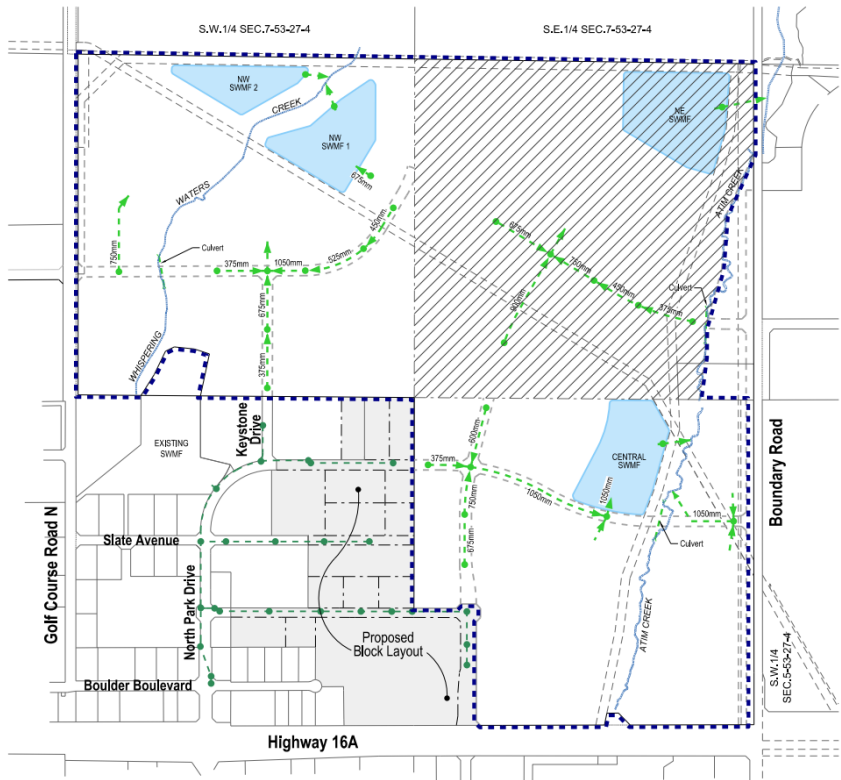 S.W.1/4 SEC.7-53-27-4
S.E.1/4 SEC.7-53-27-4
NW
SWMF 2
CREEK
NW
SWMF 1
NE
SWMF
675mm
WATERS
ATIM CREEK
450mm
750mm
675mm
Culvert
525mm
375mm
1050mm
750mm
900mm
450mm
Culvert
375mm
675mm
375mm
WHISPERING
Keystone
Drive
EXISTING
SWMF
600mm
375mm
CENTRAL
SWMF
1050mm
1050mm
750mm
1050mm
675mm
Culvert
Boundary Road
Golf Course Road N
Slate Avenue
North Park Drive
Proposed
Block Layout
ATIM CREEK
S.W.1/4
SEC.5-53-27-4
Boulder Boulevard
Highway 16A